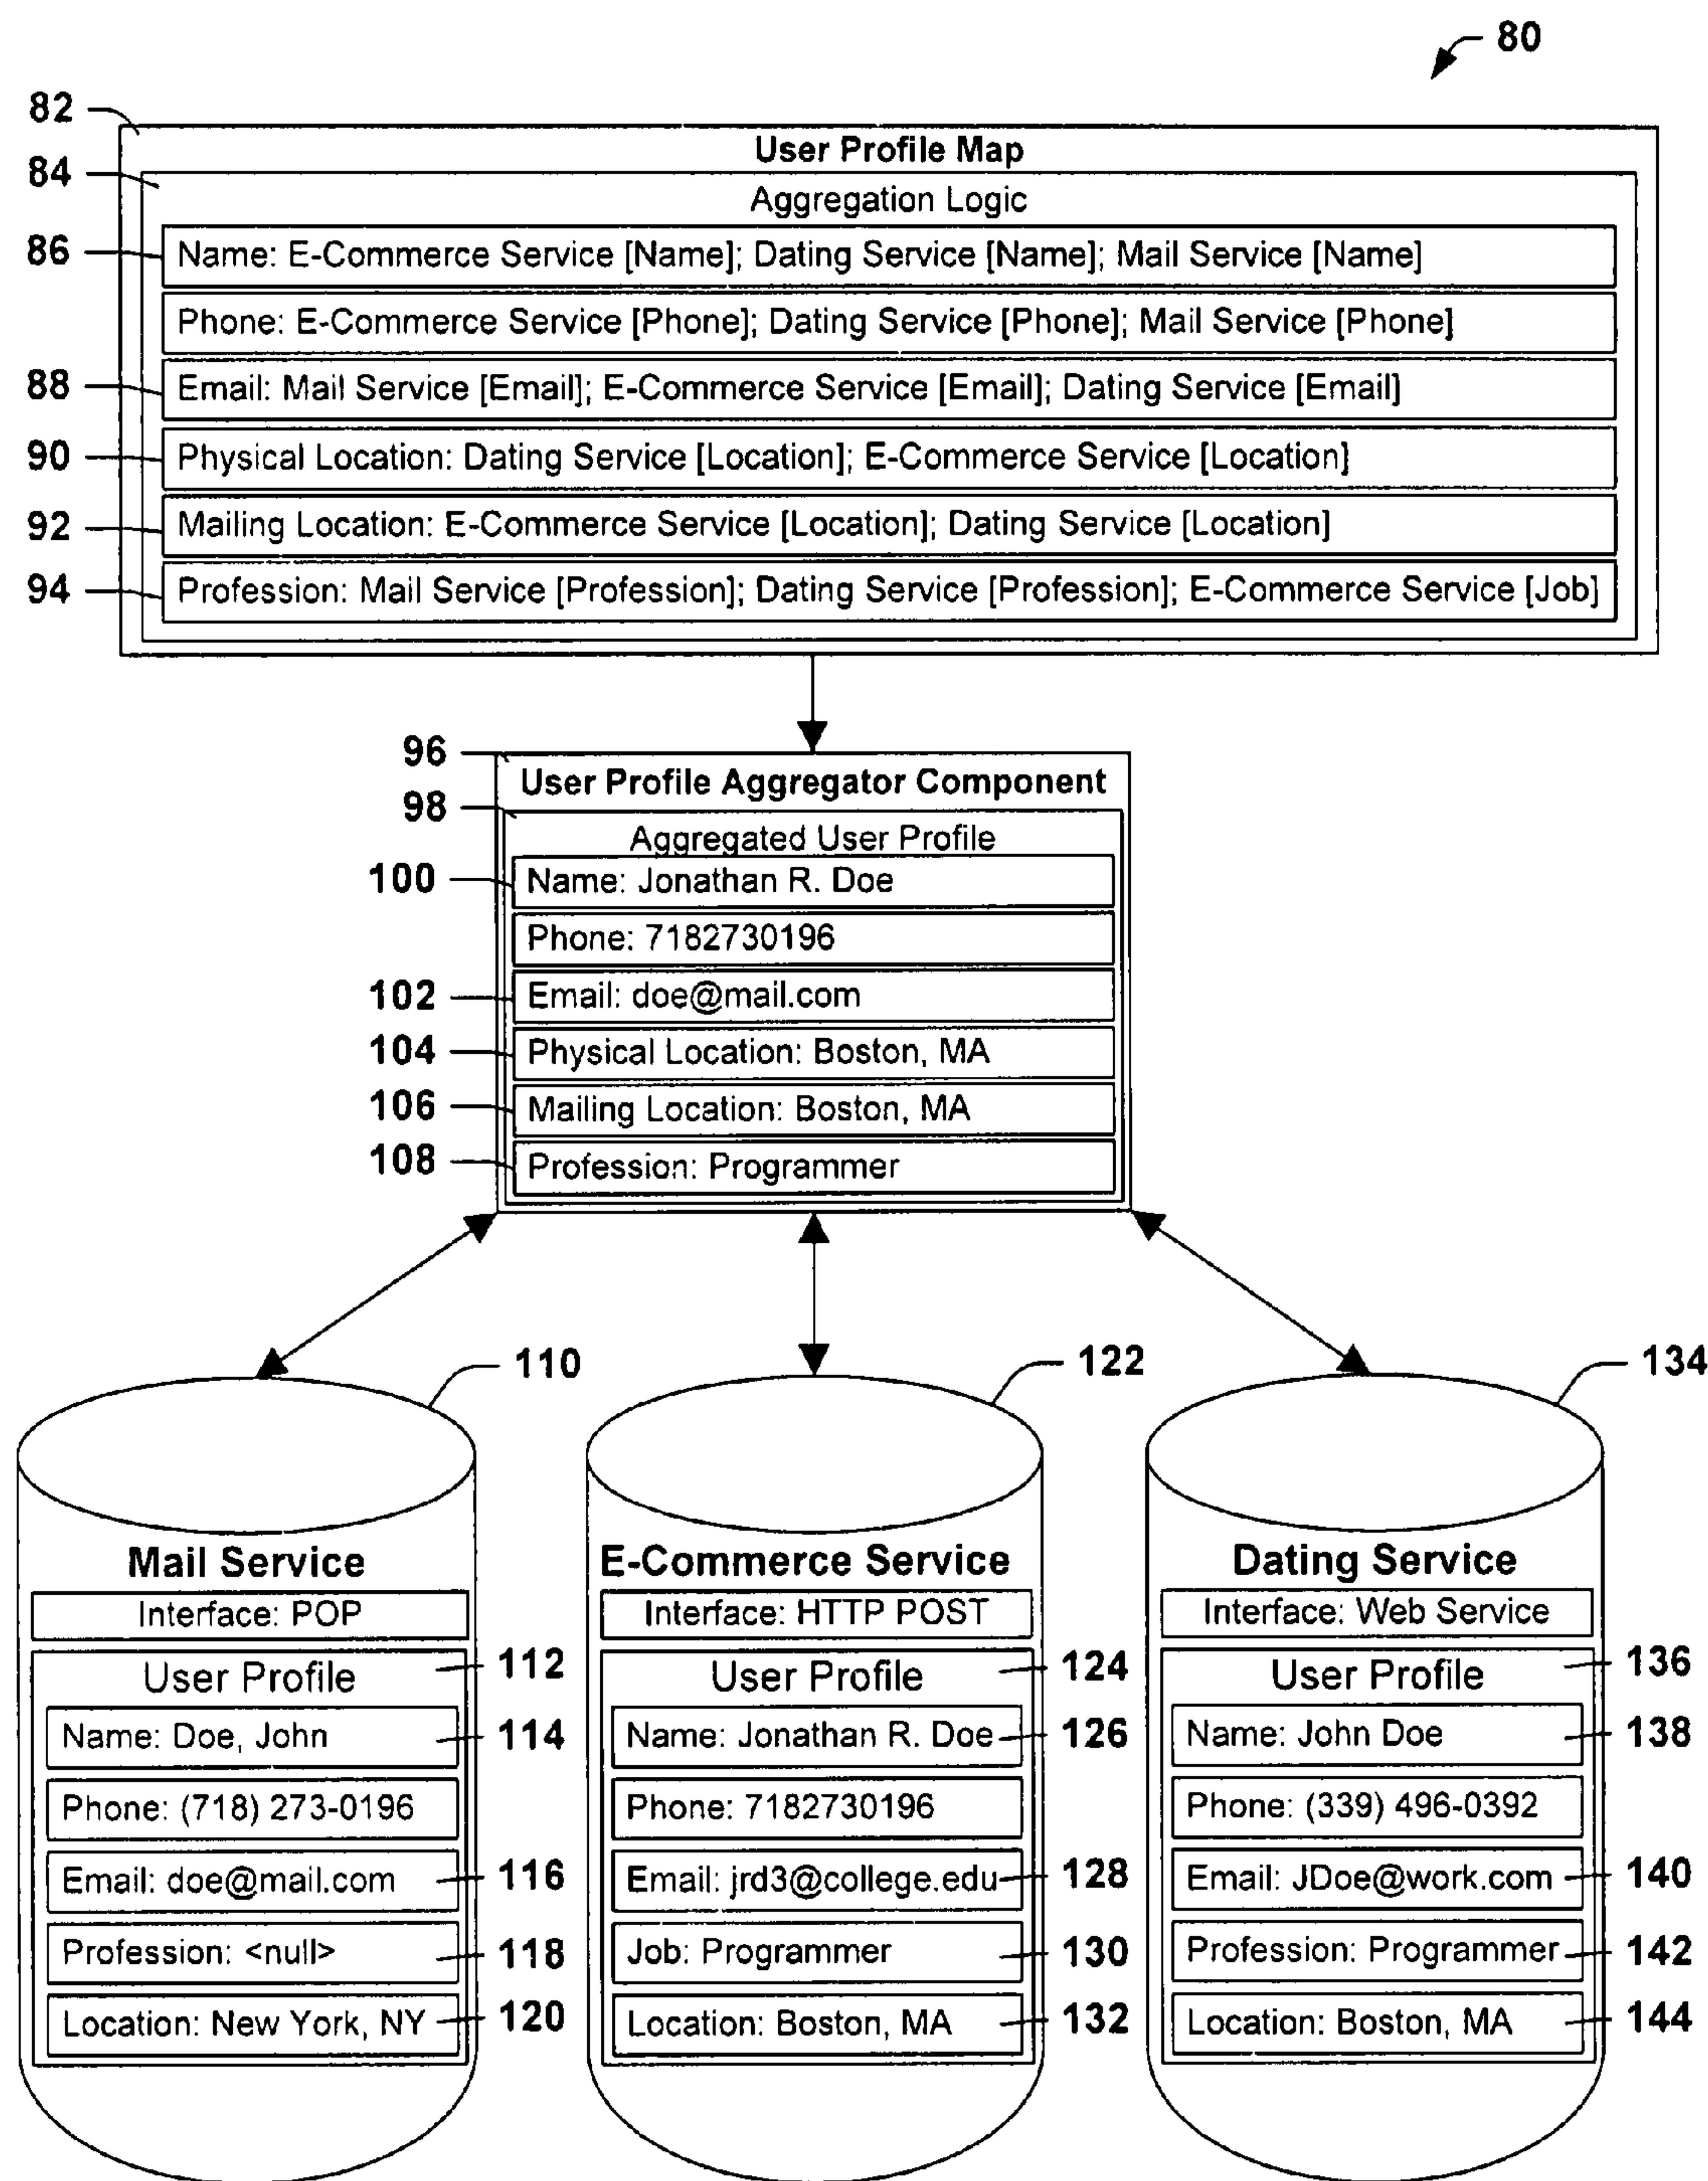 80
82
User Profile Map
84
Aggregation Logic
86
Name: E-Commerce Service [Name]; Dating Service [Name]; Mail Service [Name]
Phone: E-Commerce Service [Phone]; Dating Service [Phone]; Mail Service [Phone]
88
Email: Mail Service [Email]; E-Commerce Service [Email]; Dating Service [Email]
90
Physical Location: Dating Service [Location]; E-Commerce Service [Location]
92
Mailing Location: E-Commerce Service [Location]; Dating Service [Location]
94
Profession: Mail Service [Profession]; Dating Service [Profession]; E-Commerce Service [Job]
96
User Profile Aggregator Component
98
Aggregated User Profile
100
Name: Jonathan R. Doe
Phone: 7182730196
102
Email: doe@mail.com
104
Physical Location: Boston, MA
106
Mailing Location: Boston, MA
108
Profession: Programmer
110
Mail Service
Interface: POP
User Profile
112
Name: Doe, John
114
Phone: (718) 273-0196
Email: doe@mail.com
116
Profession: <null>
118
Location: New York, NY
120
122
E-Commerce Service
Interface: HTTP POST
User Profile
124
Name: Jonathan R. Doe
126
Phone: 7182730196
Email: jrd3@college.edu
128
Job: Programmer
130
Location: Boston, MA
132
134
Dating Service
Interface: Web Service
User Profile
136
Name: John Doe
138
Phone: (339) 496-0392
Email: JDoe@work.com
140
Profession: Programmer
142
Location: Boston, MA
144